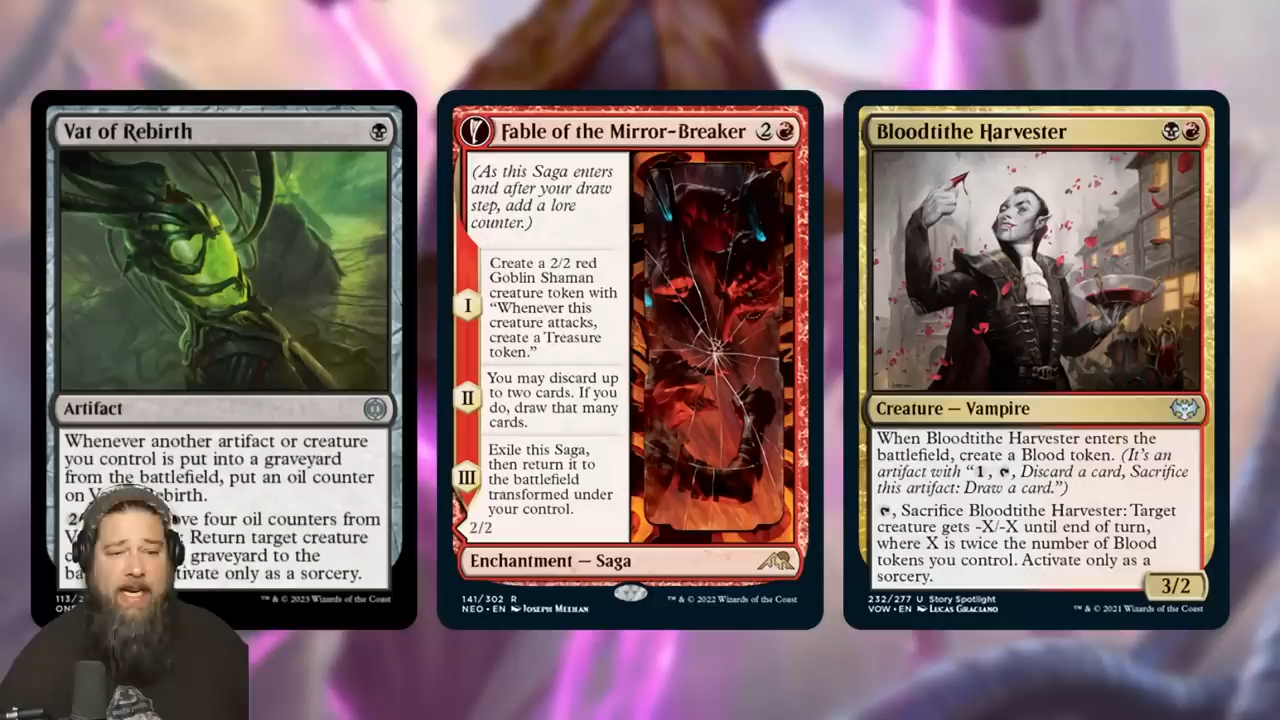 Vat of Rebirth
Artifact
Whenever another artifact or creature
you control is put into a graveyard
from the battlefield, put an oil counter
on Rebirth.
four oil counters from
Return target creature
graveyard to the
Activate only as a sorcery.
™ & © 2023 Wizards of the Coast
Fable of the Mirror-Breaker 2
(As this Saga enters
and after your draw
step, add a lore
counter.)
I
Create a 2/2 red
Goblin Shaman
creature token with
“Whenever this
creature attacks,
create a Treasure
token.”
II
You may discard up
to two cards. If you
do, draw that many
cards.
III
Exile this Saga,
then return it to
the battlefield
transformed under
your control.
2/2
Enchantment — Saga
141/302 R
NEO • EN Joseph Meehan
™ & © 2022 Wizards of the Coast
Bloodtithe Harvester
Creature — Vampire
When Bloodtithe Harvester enters the
battlefield, create a Blood token. (It's an
artifact with “1, , Discard a card, Sacrifice
this artifact: Draw a card.”)
, Sacrifice Bloodtithe Harvester: Target
creature gets -X/-X until end of turn,
where X is twice the number of Blood
tokens you control. Activate only as a
sorcery.
3/2
232/277 U Story Spotlight
VOW • EN Lucas Graciano
™ & © 2021 Wizards of the Coast